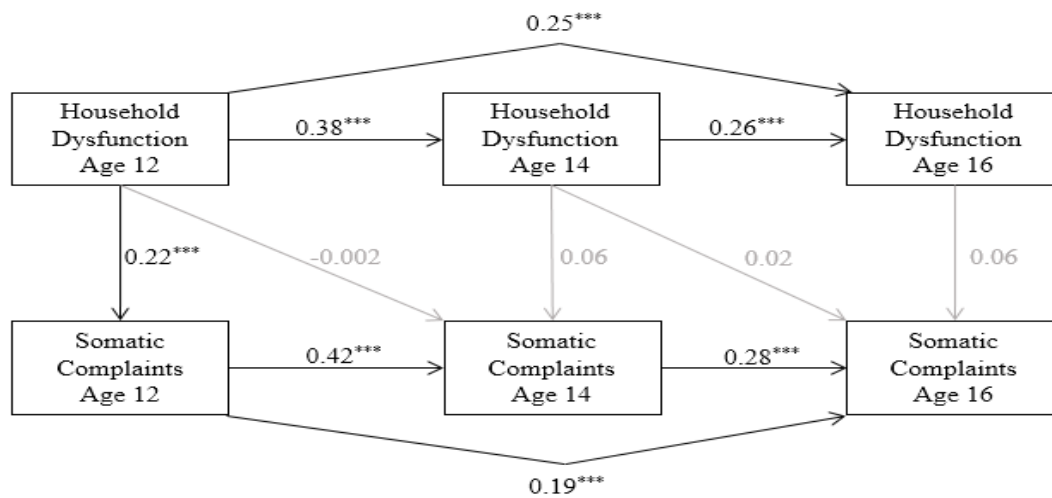 0.25***
Household
Dysfunction
Age 12
0.38***
Household
Dysfunction
Age 14
0.26***
Household
Dysfunction
Age 16
0.22***
-0.002
0.06
0.02
0.06
Somatic
Complaints
Age 12
0.42***
Somatic
Complaints
Age 14
0.28***
Somatic
Complaints
Age 16
0.19***